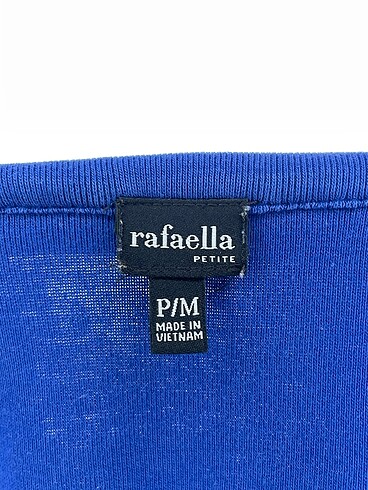 rafaella
PETITE
P/M
MADE IN
VIETNAM